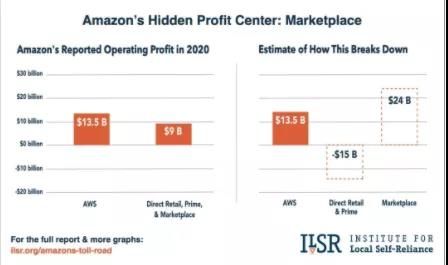 Amazon's Hidden Profit Center: Marketplace
Amazon's Reported Operating Profit in 2020
Estimate of How This Breaks Down
$30 billion
$20 billion
$10 billion
$0 billion
-$10 billion
-$20 billion
$13.5 B
$9 B
AWS
Direct Retail, Prime,
& Marketplace
$13.5 B
-$15 B
$24 B
AWS
Direct Retail
& Prime
Marketplace
For the full report & more graphs:
ilsr.org/amazons-toll-road
ILSR
INSTITUTE FOR
Local Self-Reliance